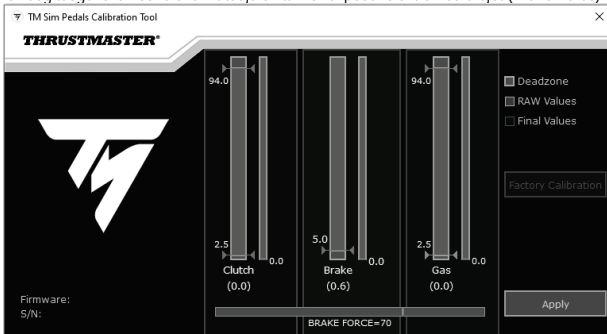 TM Sim Pedals Calibration Tool
THRUSTMASTER®
94.0
94.0
Deadzone
RAW Values
Final Values
Factory Calibration
2.5
5.0
2.5
0.0
0.0
0.0
Clutch
Brake
Gas
(0.0)
(0.6)
(0.0)
Firmware:
S/N:
BRAKE FORCE=70
Apply